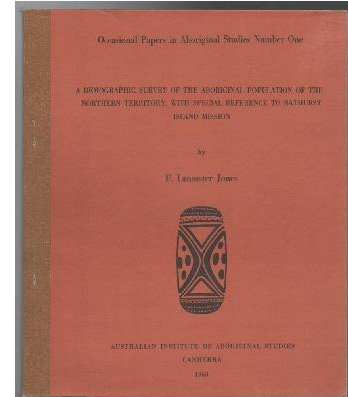 Occasional Papers in Aboriginal Studies Number One
A DEMOGRAPHIC SURVEY OF THE ABORIGINAL POPULATION OF THE
NORTHERN TERRITORY, WITH SPECIAL REFERENCE TO BATHURST
ISLAND MISSION
by
F. Lancaster Jones
AUSTRALIAN INSTITUTE OF ABORIGINAL STUDIES
CANBERRA
1963